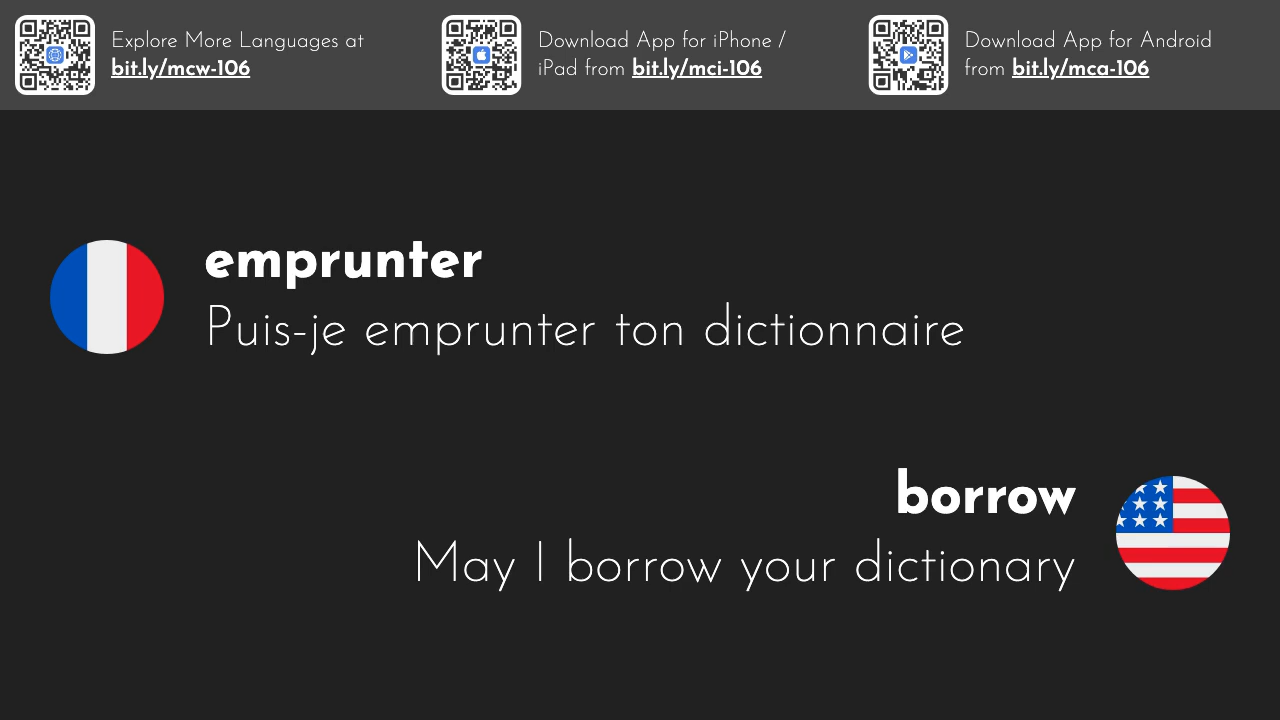 Explore More Languages at
bit.ly/mcw-106
Download App for iPhone /
iPad from bit.ly/mci-106
Download App for Android
from bit.ly/mca-106
emprunter
Puis-je emprunter ton dictionnaire
borrow
May I borrow your dictionary